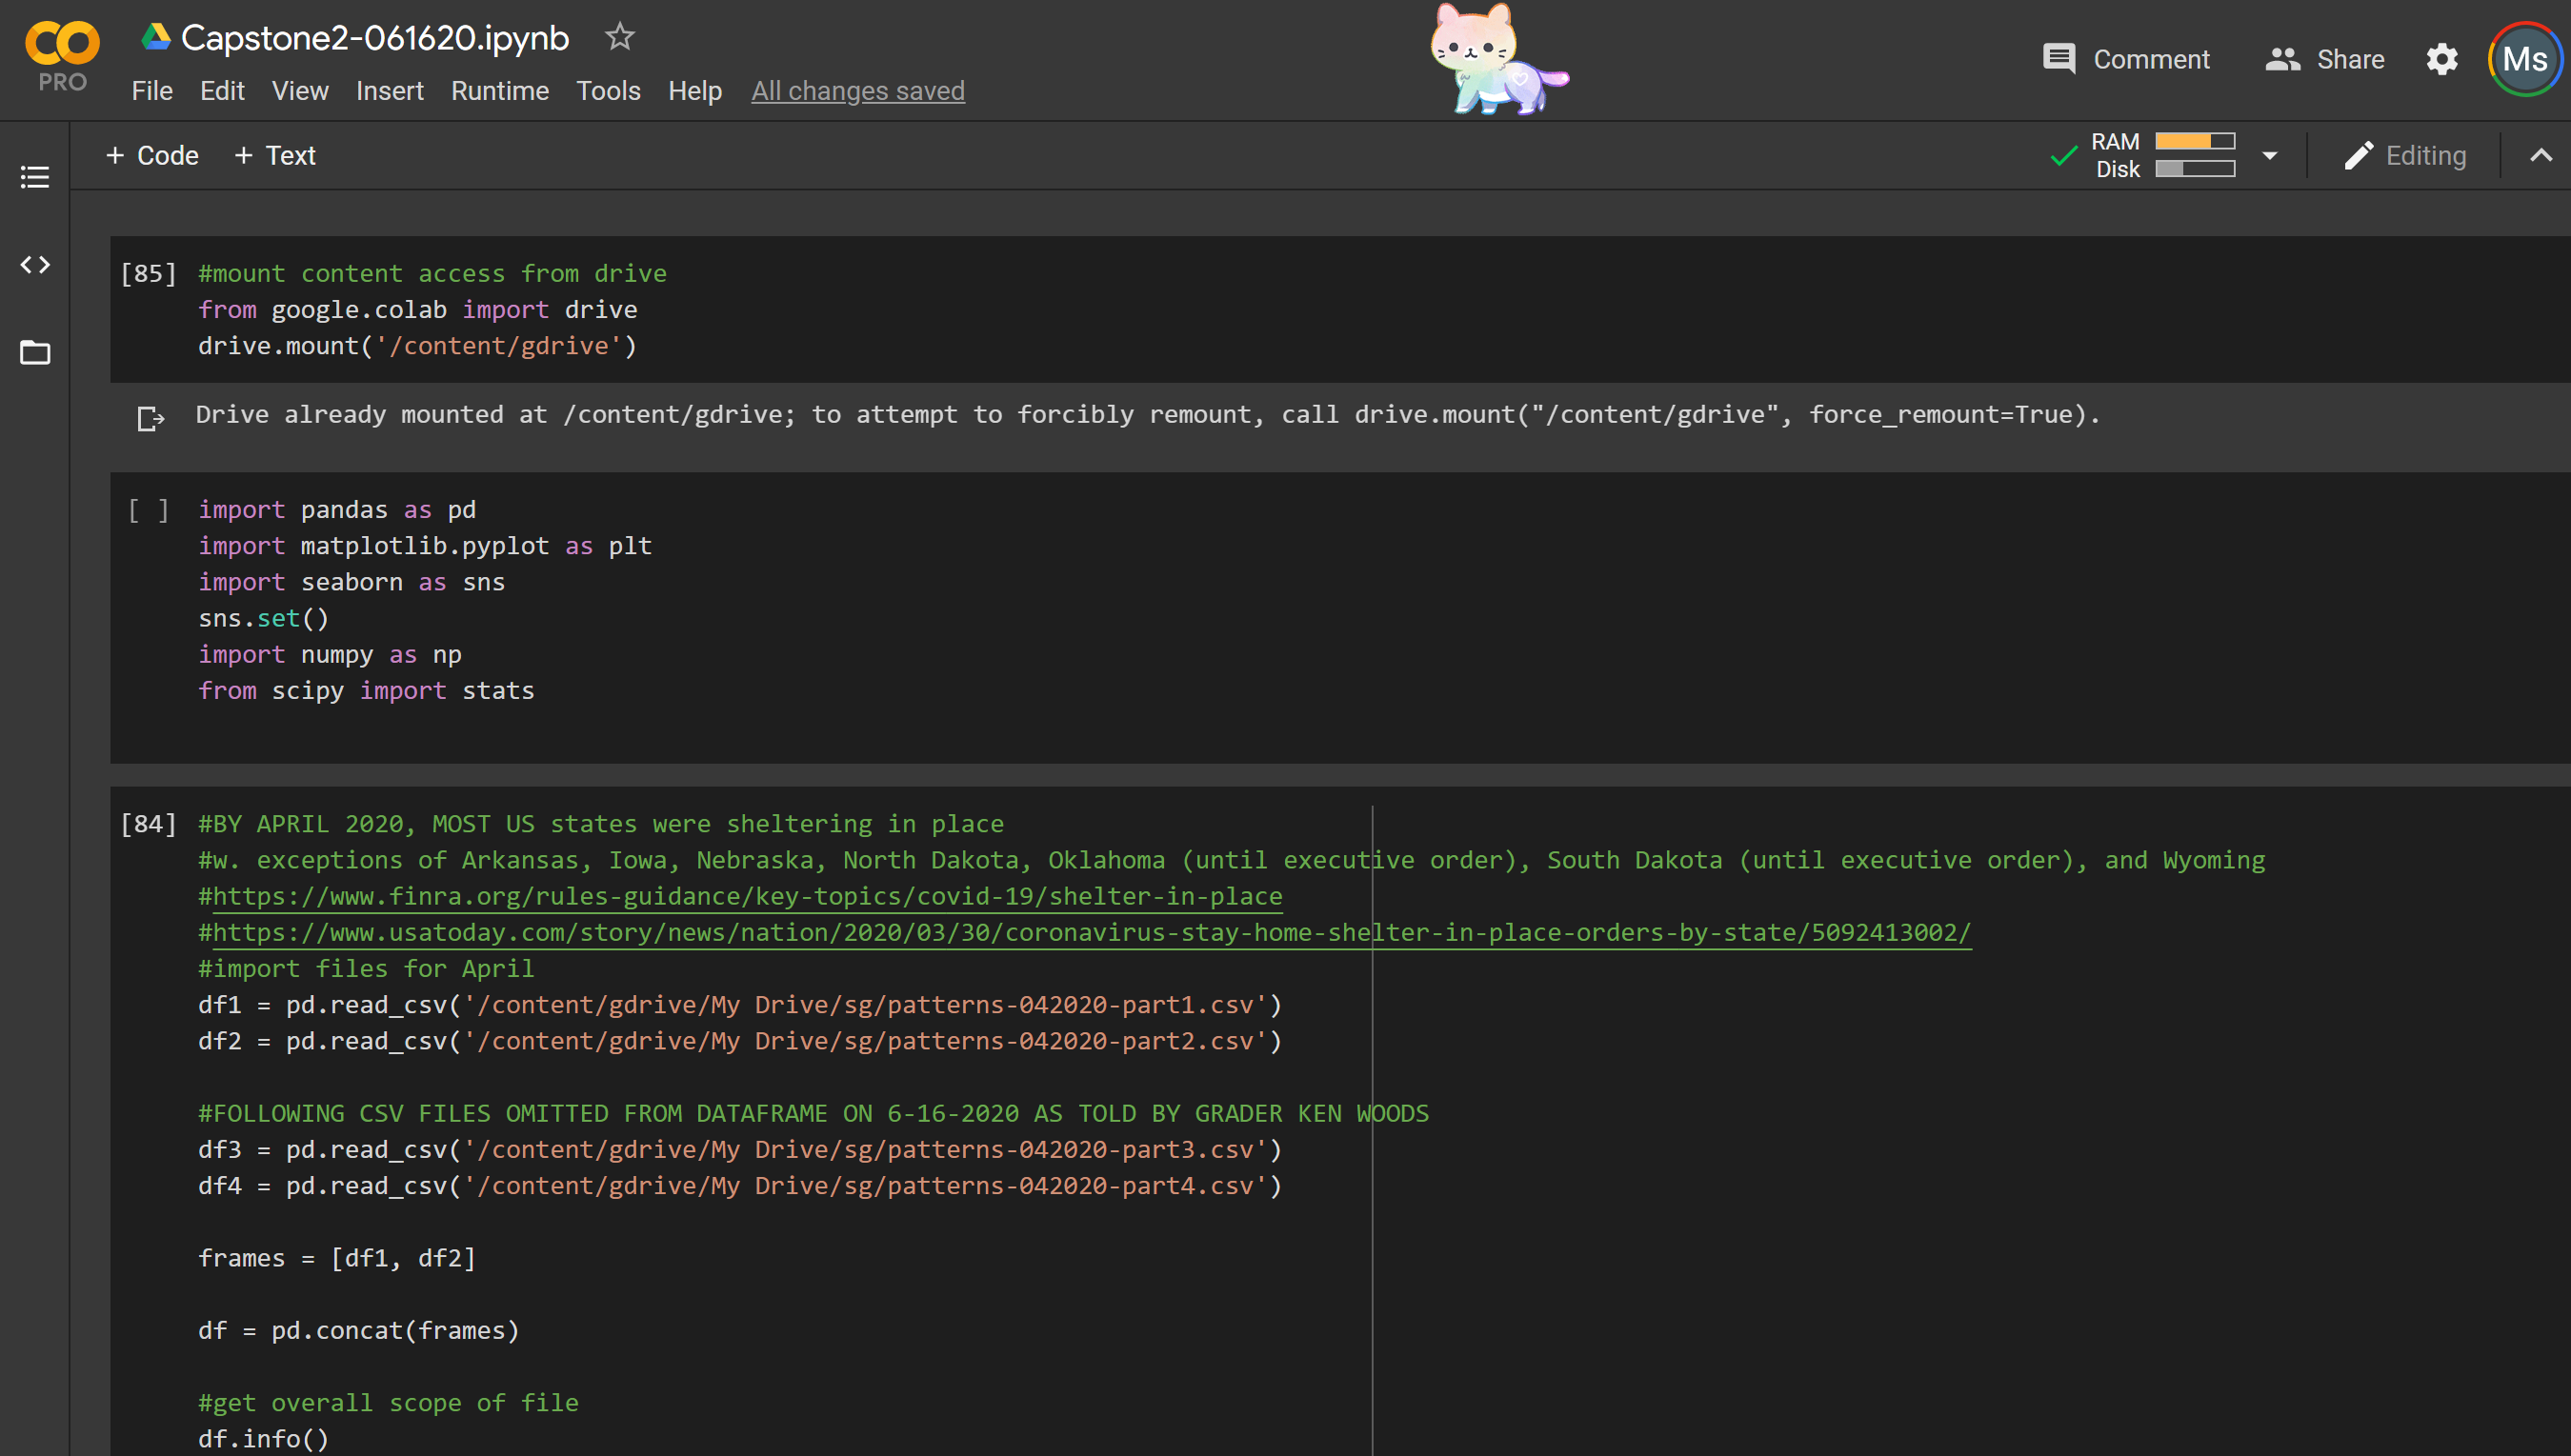 PRO
Capstone2-061620.ipynb
File Edit View Insert Runtime Tools Help All changes saved
Comment
Share
Ms
+ Code + Text
RAM
Disk
Editing
[85] #mount content access from drive
from google.colab import drive
drive.mount('/content/gdrive')
Drive already mounted at /content/gdrive; to attempt to forcibly remount, call drive.mount("/content/gdrive", force_remount=True).
[ ] import pandas as pd
import matplotlib.pyplot as plt
import seaborn as sns
sns.set()
import numpy as np
from scipy import stats
[84] #BY APRIL 2020, MOST US states were sheltering in place
#w. exceptions of Arkansas, Iowa, Nebraska, North Dakota, Oklahoma (until executive order), South Dakota (until executive order), and Wyoming
#https://www.finra.org/rules-guidance/key-topics/covid-19/shelter-in-place
#https://www.usatoday.com/story/news/nation/2020/03/30/coronavirus-stay-home-shelter-in-place-orders-by-state/5092413002/
#import files for April
df1 = pd.read_csv('/content/gdrive/My Drive/sg/patterns-042020-part1.csv')
df2 = pd.read_csv('/content/gdrive/My Drive/sg/patterns-042020-part2.csv')
#FOLLOWING CSV FILES OMITTED FROM DATAFRAME ON 6-16-2020 AS TOLD BY GRADER KEN WOODS
df3 = pd.read_csv('/content/gdrive/My Drive/sg/patterns-042020-part3.csv')
df4 = pd.read_csv('/content/gdrive/My Drive/sg/patterns-042020-part4.csv')
frames = [df1, df2]
df = pd.concat(frames)
#get overall scope of file
df.info()